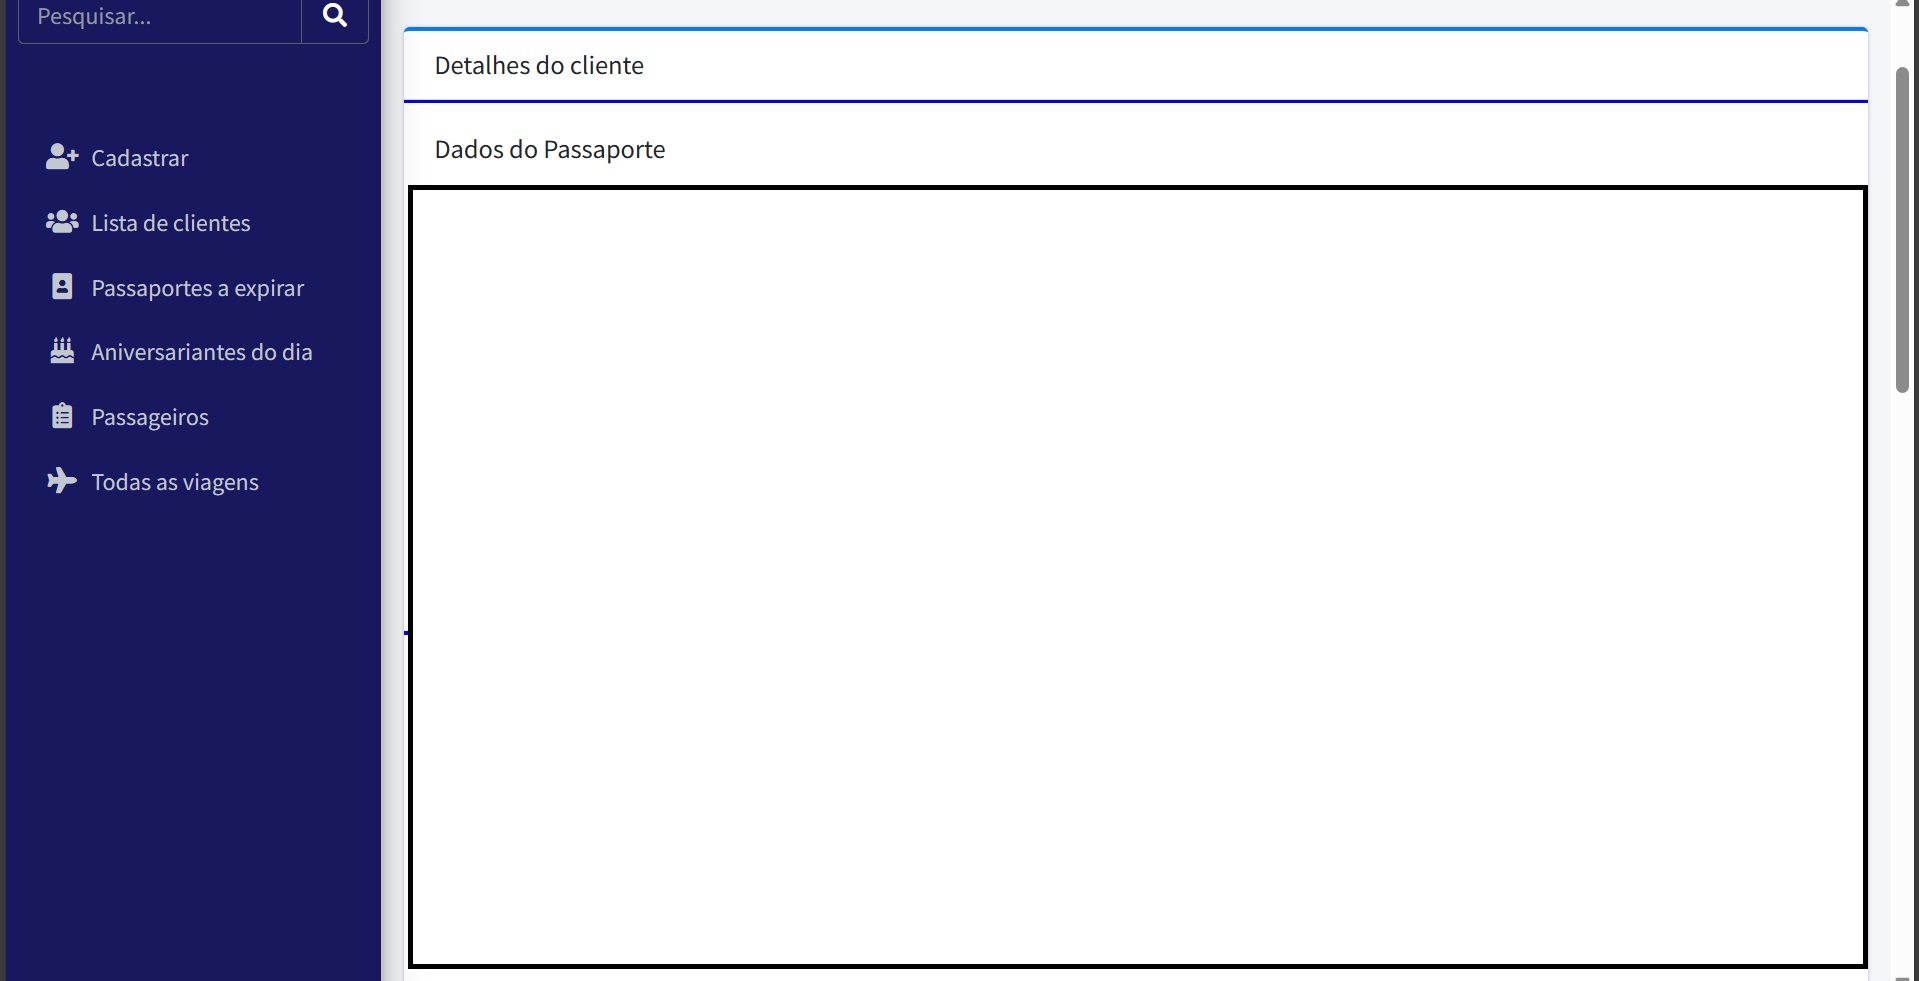 Pesquisar...
Cadastrar
Lista de clientes
Passaportes a expirar
Aniversariantes do dia
Passageiros
Todas as viagens
Detalhes do cliente
Dados do Passaporte